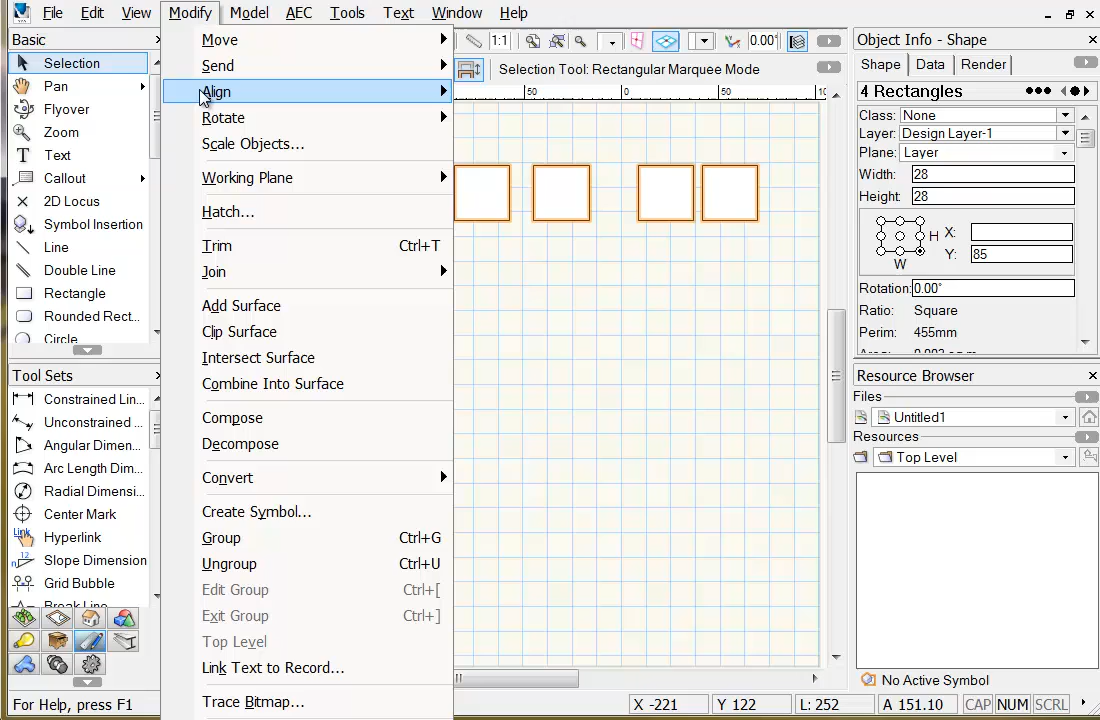 File Edit View Modify Model AEC Tools Text Window Help
Basic
Selection
Pan
Flyover
Zoom
Text
Callout
2D Locus
Symbol Insertion
Line
Double Line
Rectangle
Rounded Rect...
Circle
Tool Sets
Constrained Lin...
Unconstrained ...
Angular Dimen...
Arc Length Dim...
Radial Dimensi...
Center Mark
Hyperlink
Slope Dimension
Grid Bubble
Break Line
For Help, press F1
Move
Send
Align
Rotate
Scale Objects...
Working Plane
Hatch...
Trim Ctrl+T
Join
Add Surface
Clip Surface
Intersect Surface
Combine Into Surface
Compose
Decompose
Convert
Create Symbol...
Group Ctrl+G
Ungroup Ctrl+U
Edit Group Ctrl+[
Exit Group Ctrl+]
Top Level
Link Text to Record...
Trace Bitmap...
1:1 0.00°
Selection Tool: Rectangular Marquee Mode
50 0 50 10
Object Info - Shape
Shape Data Render
4 Rectangles
Class: None
Layer: Design Layer-1
Plane: Layer
Width: 28
Height: 28
H X:
Y: 85
W
Rotation: 0.00°
Ratio: Square
Perim: 455mm
Resource Browser
Files
Untitled1
Resources
Top Level
No Active Symbol
X -221 Y 122 L: 252 A 151.10 CAP NUM SCRL